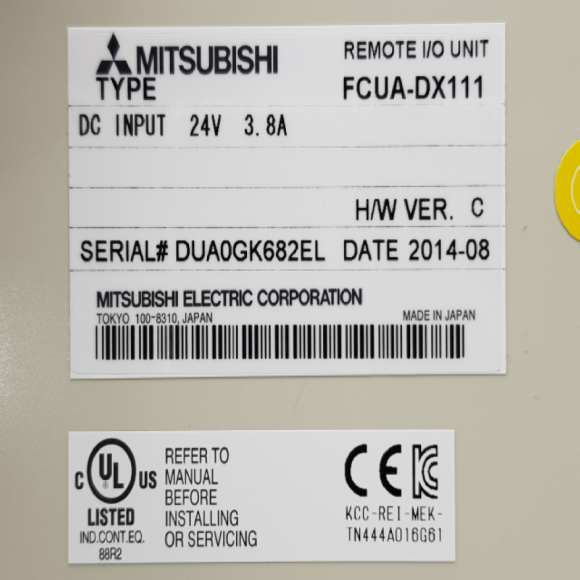 MITSUBISHI
REMOTE I/O UNIT
TYPE
FCUA-DX111
DC INPUT 24V 3.8A
H/W VER. C
SERIAL# DUA0GK682EL DATE 2014-08
MITSUBISHI ELECTRIC CORPORATION
TOKYO 100-8310, JAPAN
MADE IN JAPAN
C UL US
®
LISTED
IND.CONT.EQ.
88R2
REFER TO
MANUAL
BEFORE
INSTALLING
OR SERVICING
CE KC
KCC-REI-MEK-
TN444A016G61